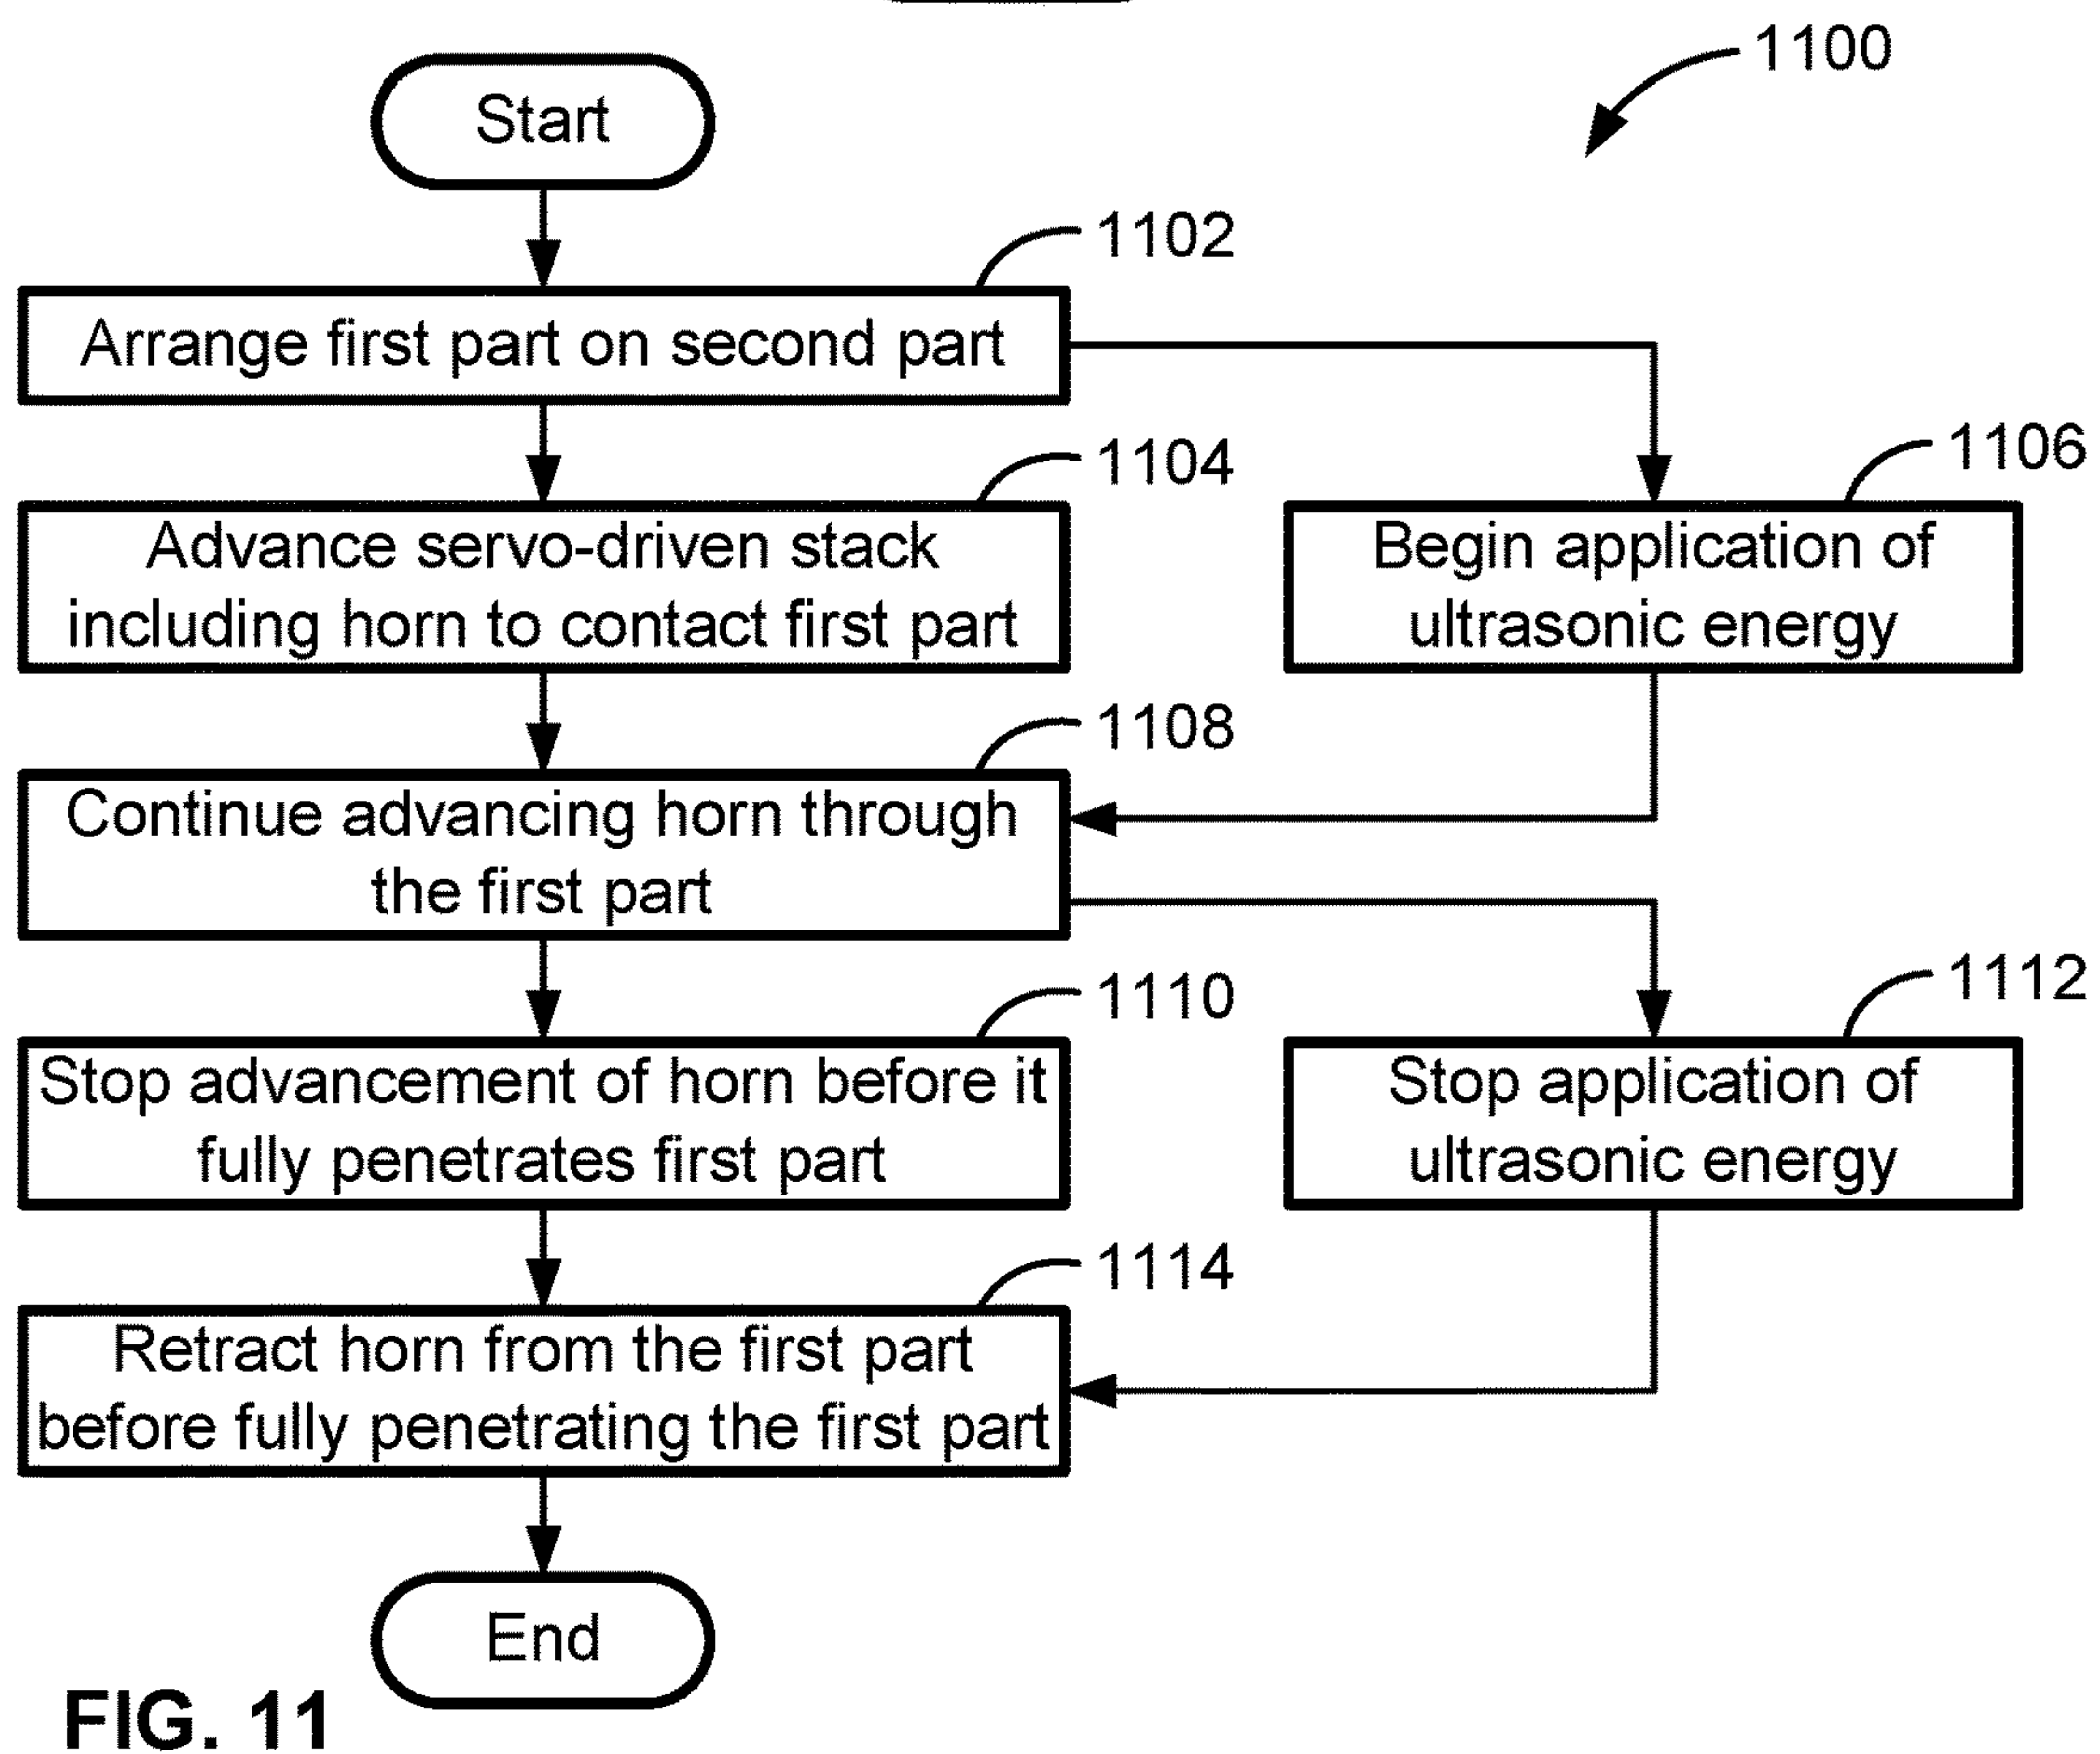 1100
Start
1102
Arrange first part on second part
1104
Advance servo-driven stack
including horn to contact first part
1106
Begin application of
ultrasonic energy
1108
Continue advancing horn through
the first part
1110
Stop advancement of horn before it
fully penetrates first part
1112
Stop application of
ultrasonic energy
1114
Retract horn from the first part
before fully penetrating the first part
End
FIG. 11